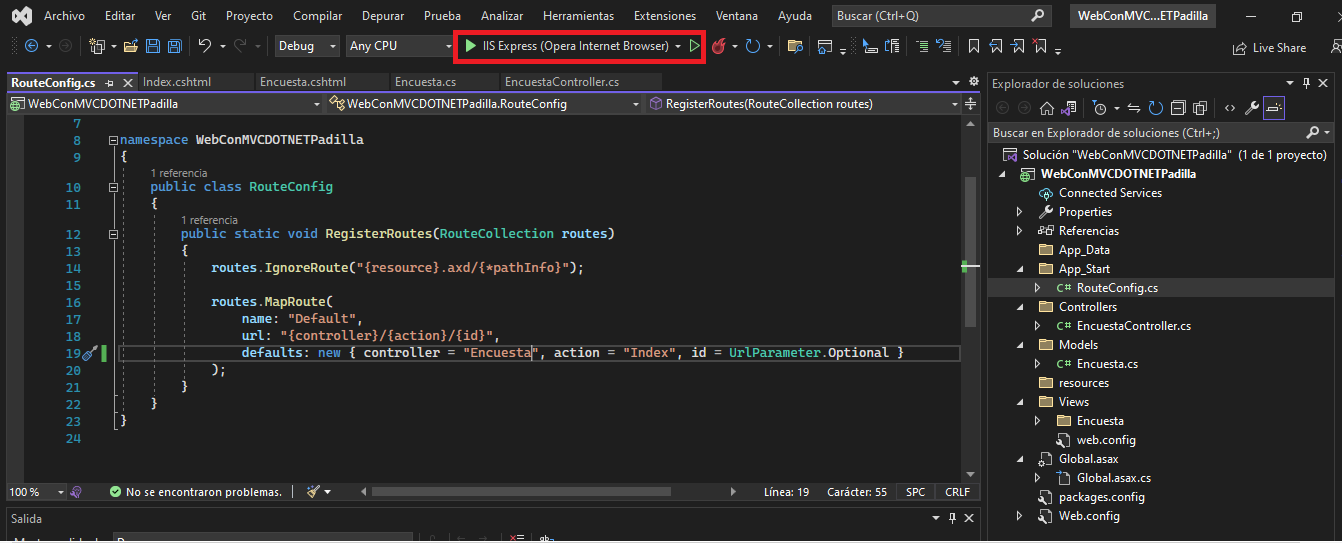 Archivo Editar Ver Git Proyecto Compilar Depurar Prueba Analizar Herramientas Extensiones Ventana Ayuda Buscar (Ctrl+Q) WebConMVC...ETPadilla
Debug Any CPU IIS Express (Opera Internet Browser) Live Share
RouteConfig.cs Index.cshtml Encuesta.cshtml Encuesta.cs EncuestaController.cs
WebConMVCDOTNETPadilla WebConMVCDOTNETPadilla.RouteConfig RegisterRoutes(RouteCollection routes)
7
8 namespace WebConMVCDOTNETPadilla
9 {
1 referencia
10 public class RouteConfig
11 {
1 referencia
12 public static void RegisterRoutes(RouteCollection routes)
13 {
14 routes.IgnoreRoute("{resource}.axd/{*pathInfo}");
15
16 routes.MapRoute(
17 name: "Default",
18 url: "{controller}/{action}/{id}",
19 defaults: new { controller = "Encuesta", action = "Index", id = UrlParameter.Optional }
20 );
21 }
22 }
23 }
24
100 % No se encontraron problemas. Línea: 19 Carácter: 55 SPC CRLF
Salida
Explorador de soluciones
Buscar en Explorador de soluciones (Ctrl+;)
Solución "WebConMVCDOTNETPadilla" (1 de 1 proyecto)
WebConMVCDOTNETPadilla
Connected Services
Properties
Referencias
App_Data
App_Start
C# RouteConfig.cs
Controllers
C# EncuestaController.cs
Models
C# Encuesta.cs
resources
Views
Encuesta
web.config
Global.asax
Global.asax.cs
packages.config
Web.config